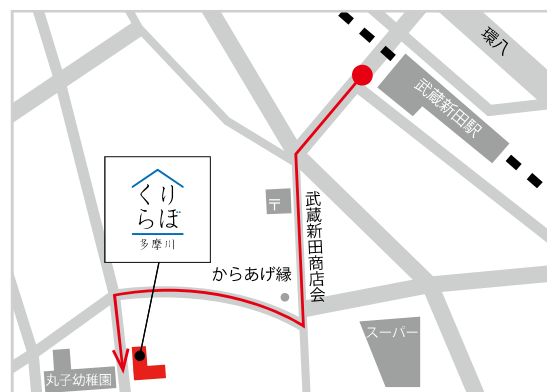 環八
武蔵新田駅
くり
らぼ
多摩川
〒
武蔵新田商店会
からあげ縁
スーパー
丸子幼稚園